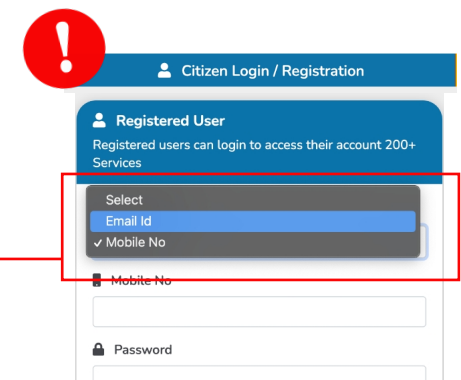 !
Citizen Login / Registration
Registered User
Registered users can login to access their account 200+
Services
Select
Email Id
✓ Mobile No
Mobile No
Password